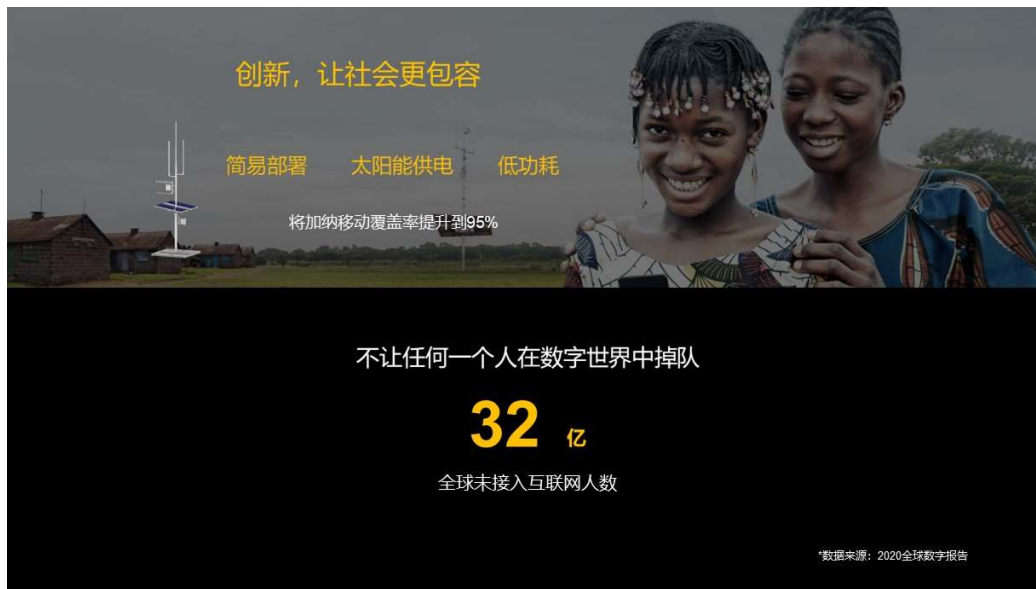 创新，让社会更包容
简易部署 太阳能供电 低功耗
将加纳移动覆盖率提升到95%
不让任何一个人在数字世界中掉队
32 亿
全球未接入互联网人数
*数据来源：2020全球数字报告